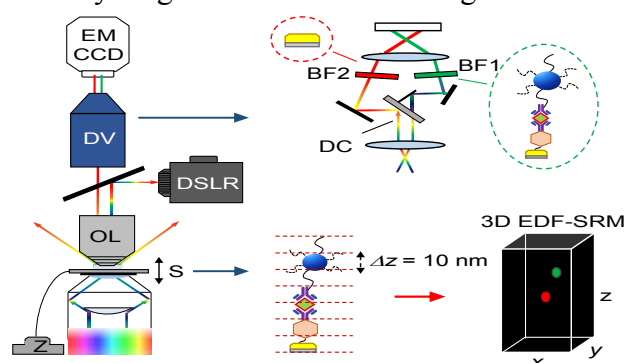 EM
CCD
DV
DSLR
OL
S
Z
BF2
BF1
DC
Δz = 10 nm
3D EDF-SRM
z
y
x